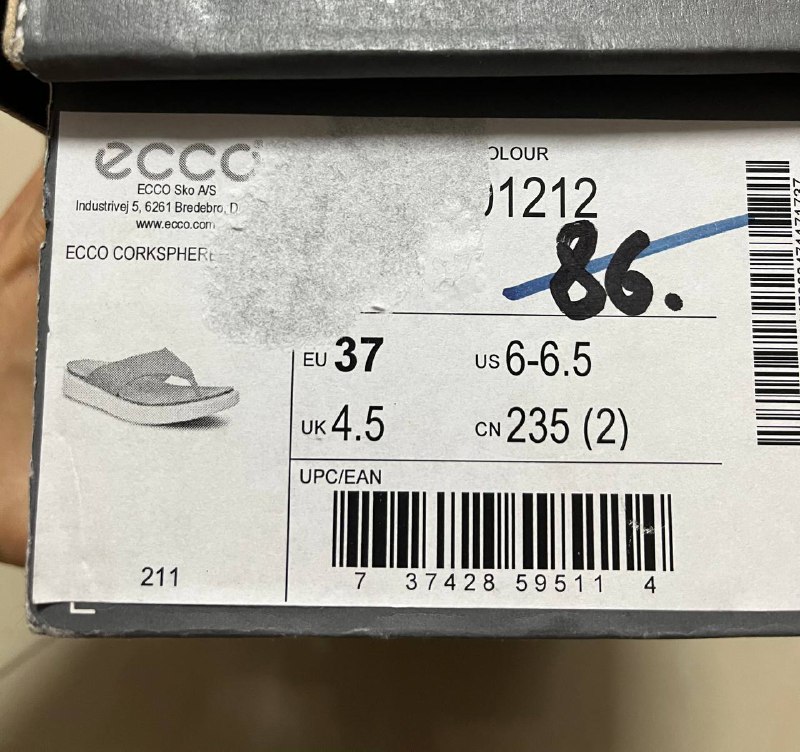 ecco
ECCO Sko A/S
Industrivej 5, 6261 Bredebro, D
www.ecco.com
ECCO CORKSPHERE
OLOUR
01212
86.
EU 37
US 6-6.5
UK 4.5
CN 235 (2)
UPC/EAN
7 37428 59511 4
211